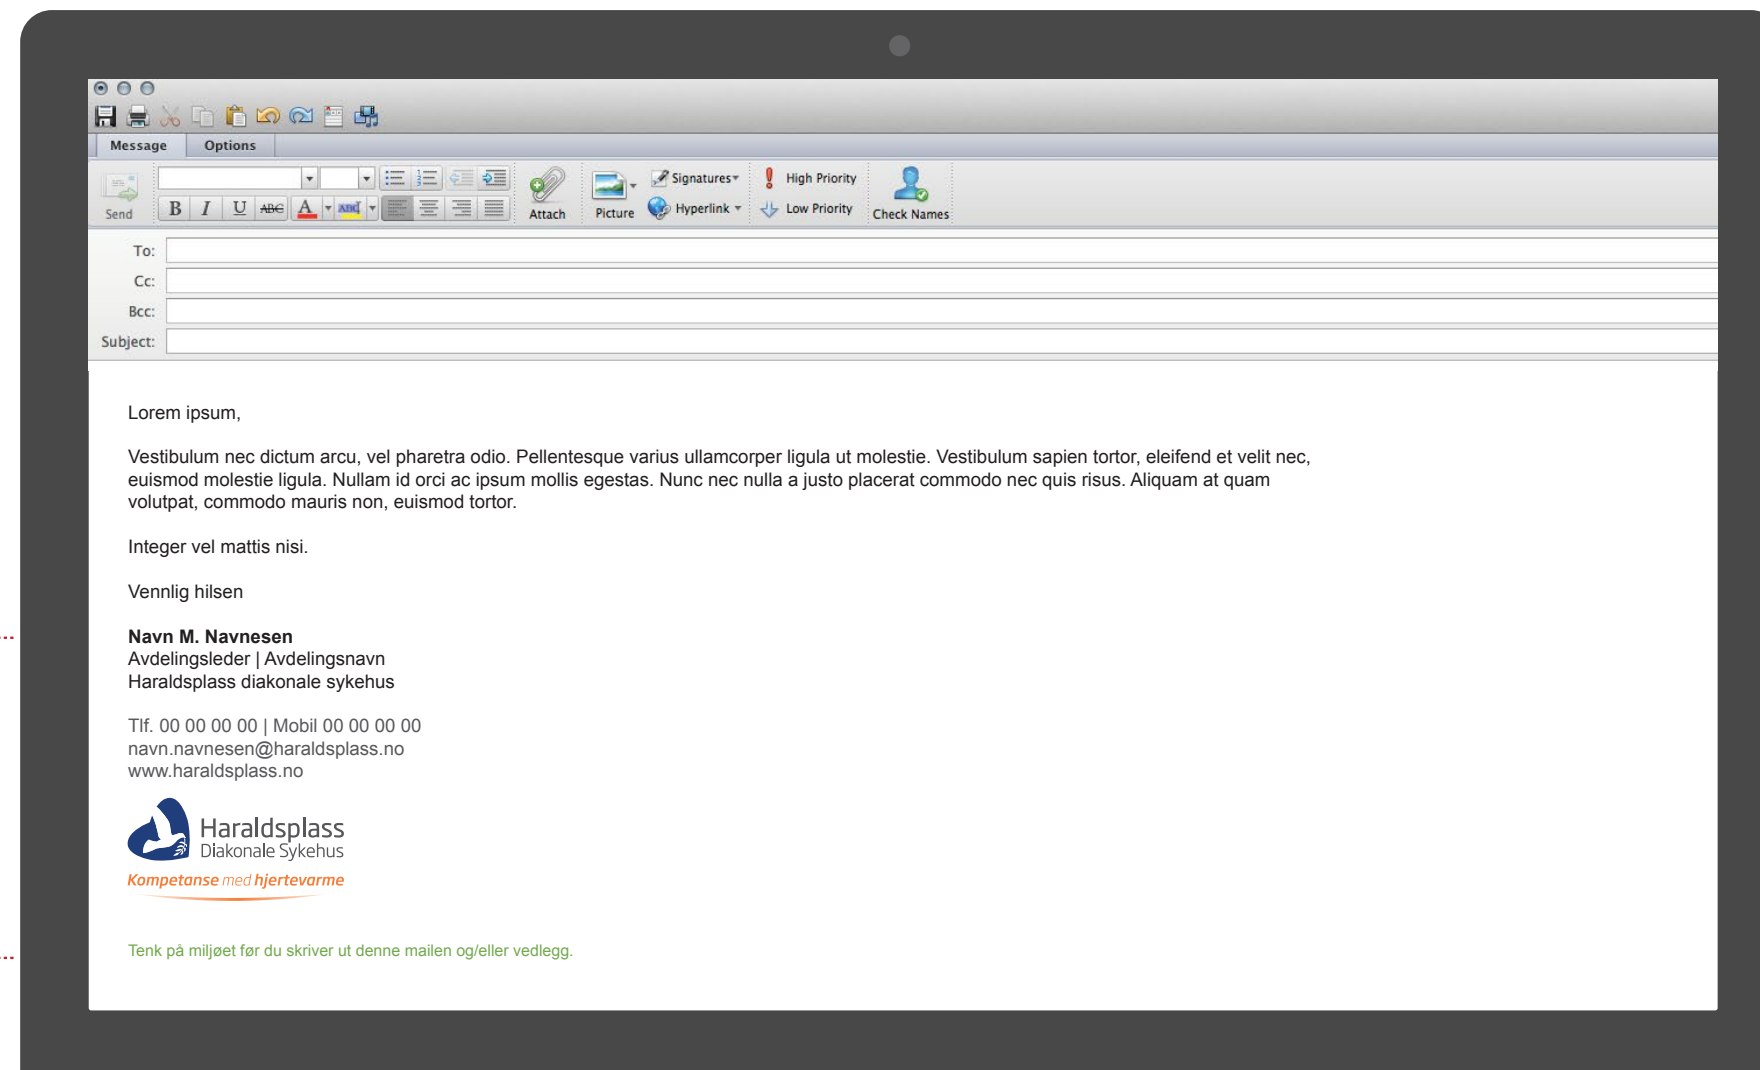 Message Options
Send
B I U ABC A ABC
Attach
Picture
Signatures
Hyperlink
High Priority
Low Priority
Check Names
To:
Cc:
Bcc:
Subject:
Lorem ipsum,
Vestibulum nec dictum arcu, vel pharetra odio. Pellentesque varius ullamcorper ligula ut molestie. Vestibulum sapien tortor, eleifend et velit nec,
euismod molestie ligula. Nullam id orci ac ipsum mollis egestas. Nunc nec nulla a justo placerat commodo nec quis risus. Aliquam at quam
volutpat, commodo mauris non, euismod tortor.
Integer vel mattis nisi.
Vennlig hilsen
Navn M. Navnesen
Avdelingsleder | Avdelingsnavn
Haraldsplass diakonale sykehus
Tlf. 00 00 00 00 | Mobil 00 00 00 00
navn.navnesen@haraldsplass.no
www.haraldsplass.no
Haraldsplass
Diakonale Sykehus
Kompetanse med hjertevarme
Tenk på miljøet før du skriver ut denne mailen og/eller vedlegg.